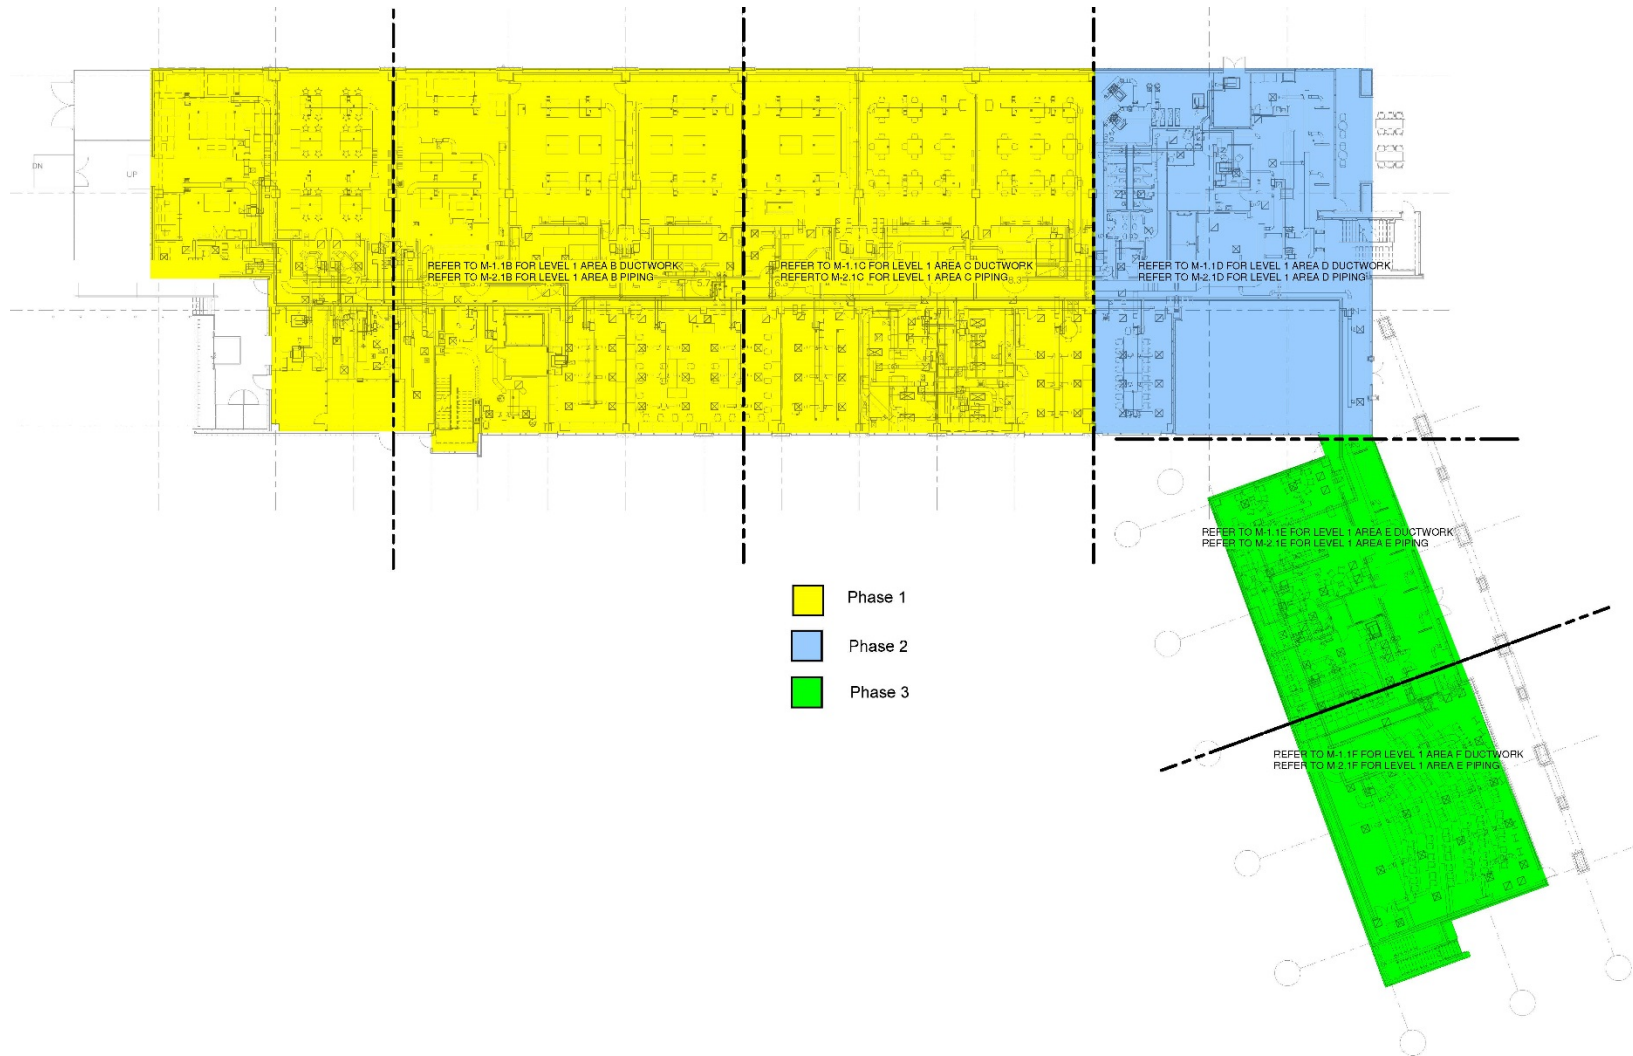 DN
UP
REFER TO M-1.1B FOR LEVEL 1 AREA B DUCTWORK
REFER TO M-2.1B FOR LEVEL 1 AREA B PIPING
REFER TO M-1.1C FOR LEVEL 1 AREA C DUCTWORK
REFER TO M-2.1C FOR LEVEL 1 AREA C PIPING
8.3
REFER TO M-1.1D FOR LEVEL 1 AREA D DUCTWORK
REFER TO M-2.1D FOR LEVEL 1 AREA D PIPING
REFER TO M-1.1E FOR LEVEL 1 AREA E DUCTWORK
REFER TO M-2.1E FOR LEVEL 1 AREA E PIPING
Phase 1
Phase 2
Phase 3
REFER TO M-1.1F FOR LEVEL 1 AREA F DUCTWORK
REFER TO M-2.1F FOR LEVEL 1 AREA E PIPING